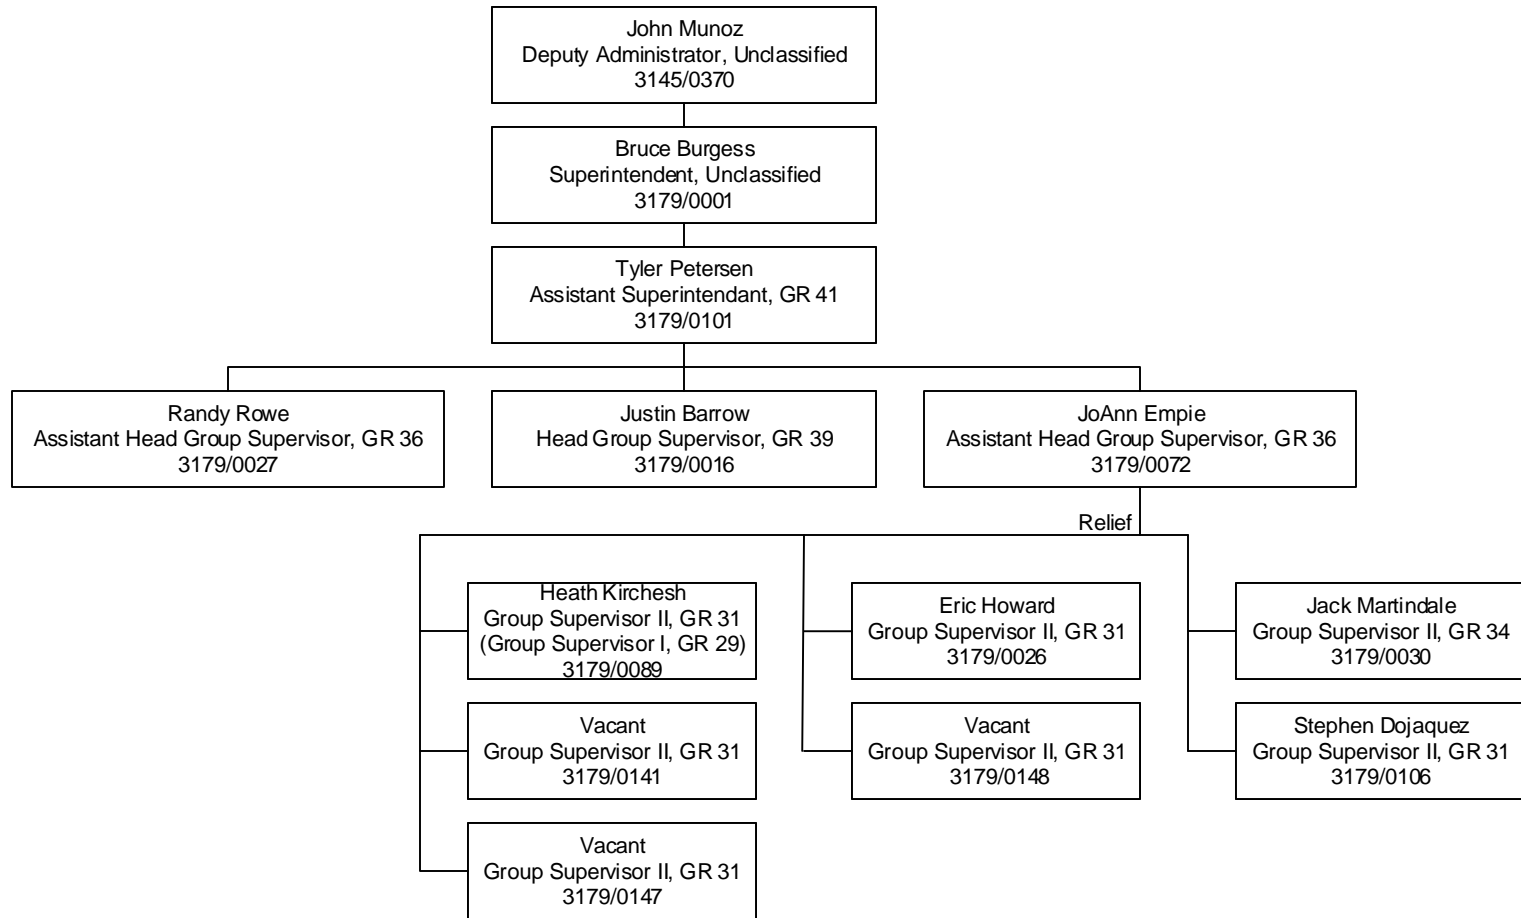 John Munoz
Deputy Administrator, Unclassified
3145/0370
Bruce Burgess
Superintendent, Unclassified
3179/0001
Tyler Petersen
Assistant Superintendant, GR 41
3179/0101
Randy Rowe
Assistant Head Group Supervisor, GR 36
3179/0027
Justin Barrow
Head Group Supervisor, GR 39
3179/0016
JoAnn Empie
Assistant Head Group Supervisor, GR 36
3179/0072
Relief
Heath Kirchesh
Group Supervisor II, GR 31
(Group Supervisor I, GR 29)
3179/0089
Eric Howard
Group Supervisor II, GR 31
3179/0026
Jack Martindale
Group Supervisor II, GR 34
3179/0030
Vacant
Group Supervisor II, GR 31
3179/0141
Vacant
Group Supervisor II, GR 31
3179/0148
Stephen Dojaquez
Group Supervisor II, GR 31
3179/0106
Vacant
Group Supervisor II, GR 31
3179/0147